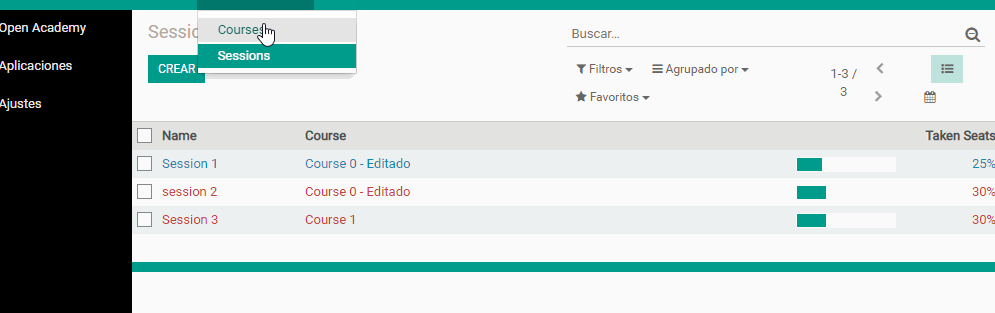 Open Academy
Aplicaciones
Ajustes
Courses
Sessions
CREAR
Buscar...
Filtros
Agrupado por
Favoritos
1-3 /
3
Name Course Taken Seats
Session 1 Course 0 - Editado 25%
session 2 Course 0 - Editado 30%
Session 3 Course 1 30%